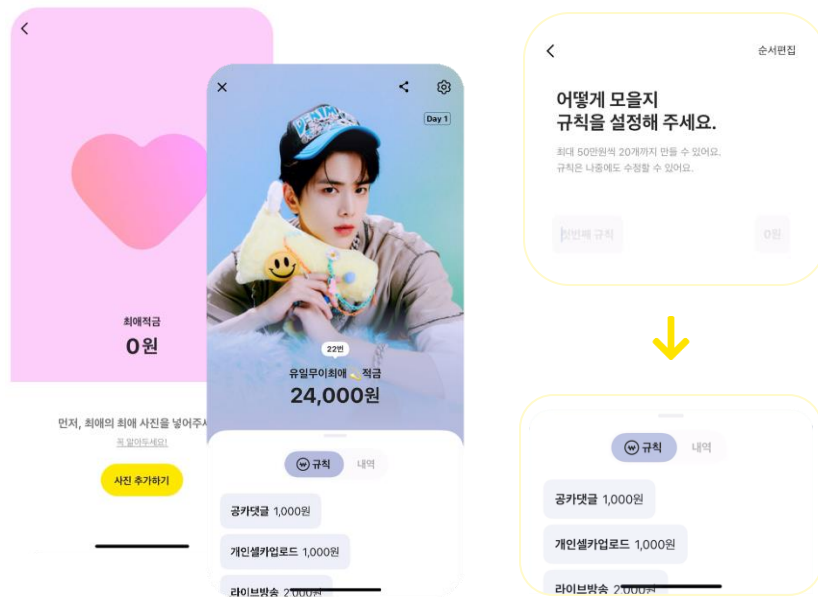 최애적금
0원
먼저, 최애의 최애 사진을 넣어주
꼭 알아두세요!
사진 추가하기
Day 1
DENIM
22번
유일무이최애💫적금
24,000원
규칙 내역
공카댓글 1,000원
개인셀카업로드 1,000원
라이브방송 2,000원
순서편집
어떻게 모을지
규칙을 설정해 주세요.
최대 50만원씩 20개까지 만들 수 있어요.
규칙은 나중에도 수정할 수 있어요.
첫번째 규칙 0원
규칙 내역
공카댓글 1,000원
개인셀카업로드 1,000원
라이브방송 2,000원